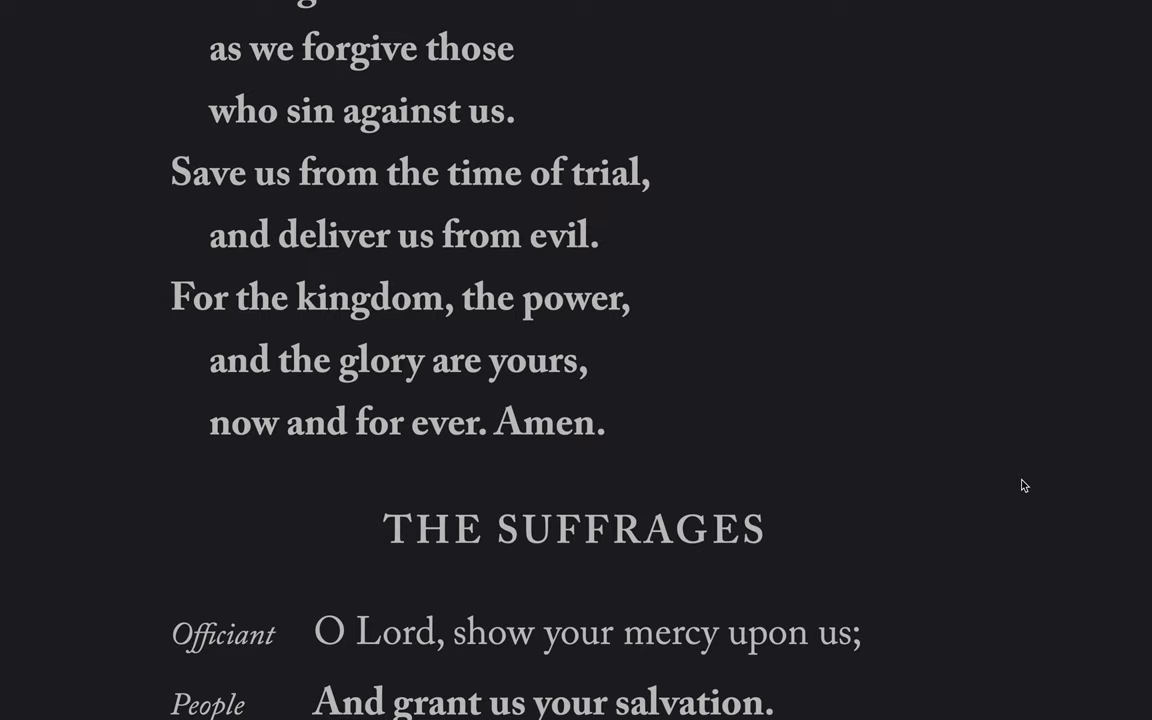 as we forgive those
who sin against us.
Save us from the time of trial,
and deliver us from evil.
For the kingdom, the power,
and the glory are yours,
now and for ever. Amen.
THE SUFFRAGES
Officiant O Lord, show your mercy upon us;
People And grant us your salvation.